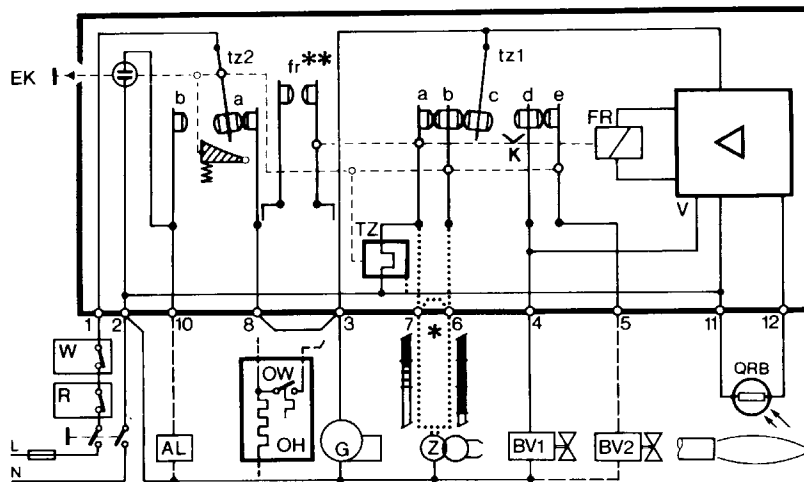 tz2
fr**
tz1
EK
b
a
a
b
c
d
e
FR
K
V
TZ
1
2
10
8
3
7
*
6
4
5
11
12
W
R
OW
OH
QRB
L
N
AL
G
Z
BV1
BV2